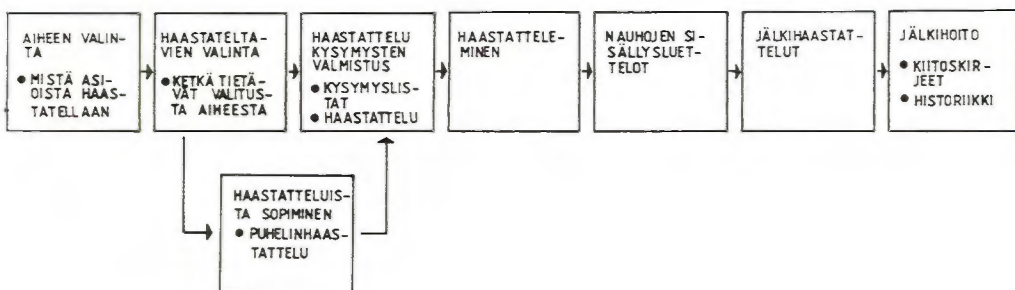 AIHEEN VALIN-
TA
● MISTÄ ASI-
OISTA HAAS-
TATELLAAN
HAASTATELTA-
VIEN VALINTA
● KETKÄ TIETÄ-
VÄT VALITUS-
TA AIHEESTA
HAASTATTELU
KYSYMYSTEN
VALMISTUS
● KYSYMYSLIS-
TAT
● HAASTATTELU
HAASTATTELE-
MINEN
NAUHOJEN SI-
SÄLLYSLUET-
TELOT
JÄLKIHAASTAT-
TELUT
JÄLKIHOITO
● KIITOSKIR-
JEET
● HISTORIIKKI
HAASTATTELUIS-
TA SOPIMINEN
● PUHELINHAAS-
TATTELU